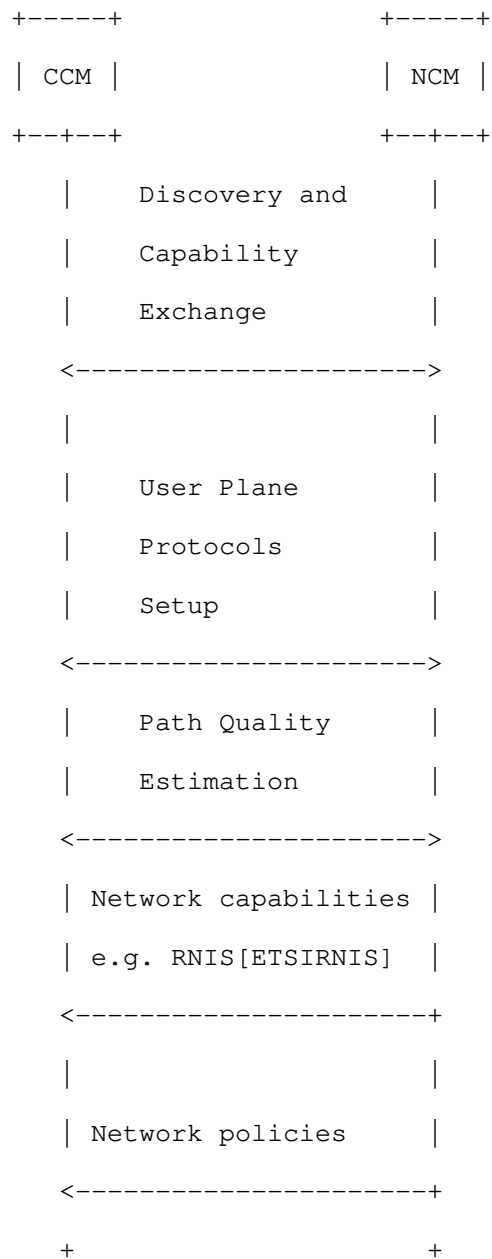 +-----+                +-----+
| CCM |                | NCM |
+--+--+                +--+--+
   |    Discovery and     |
   |    Capability        |
   |    Exchange          |
   <---------------------->
   |                      |
   |    User Plane        |
   |    Protocols         |
   |    Setup             |
   <---------------------->
   |    Path Quality      |
   |    Estimation        |
   <---------------------->
   | Network capabilities |
   | e.g. RNIS[ETSIRNIS]  |
   <----------------------+
   |                      |
   | Network policies     |
   <----------------------+
   +                      +